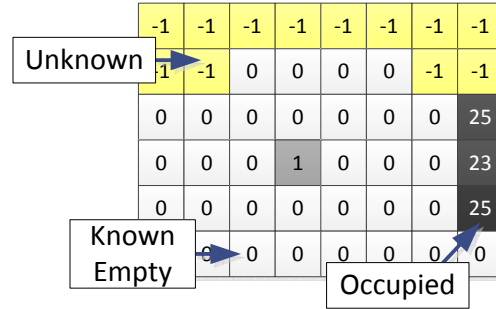 -1 -1 -1 -1 -1 -1 -1 -1
Unknown
-1 -1 0 0 0 0 -1 -1
0 0 0 0 0 0 0 25
0 0 0 1 0 0 0 23
0 0 0 0 0 0 0 25
Known
Empty
0 0 0 0 0 0 0
Occupied